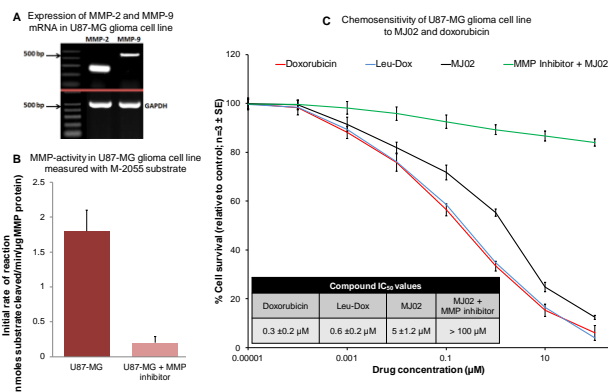 A
Expression of MMP-2 and MMP-9
mRNA in U87-MG glioma cell line
MMP-2 MMP-9
500 bp
500 bp
GAPDH
B
MMP-activity in U87-MG glioma cell line
measured with M-2055 substrate
Initial rate of reaction
(nmoles substrate cleaved/min/µgMMP protein)
2.5
2
1.5
1
0.5
0
U87-MG
U87-MG + MMP
inhibitor
C
Chemosensitivity of U87-MG glioma cell line
to MJ02 and doxorubicin
Doxorubicin Leu-Dox MJ02 MMP Inhibitor + MJ02
% Cell survival (relative to control; n=3 ± SE)
120
100
80
60
40
20
0
0.00001 0.001 0.1 10
Drug concentration (µM)
Compound IC50 values
Doxorubicin Leu-Dox MJ02 MJ02 +
MMP inhibitor
0.3 ±0.2 µM 0.6 ±0.2 µM 5 ±1.2 µM > 100 µM